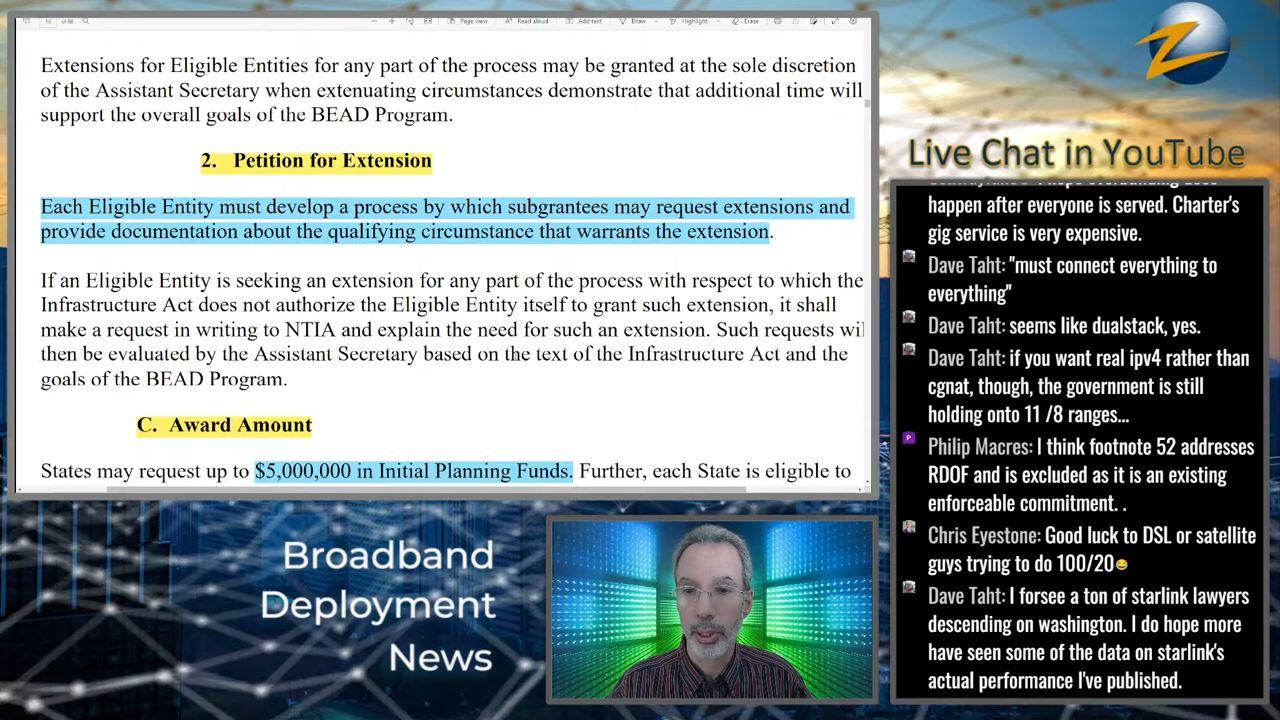 18 of 98
Page view
Read aloud
Add text
Draw
Highlight
Erase
Extensions for Eligible Entities for any part of the process may be granted at the sole discretion
of the Assistant Secretary when extenuating circumstances demonstrate that additional time will
support the overall goals of the BEAD Program.
2. Petition for Extension
Each Eligible Entity must develop a process by which subgrantees may request extensions and
provide documentation about the qualifying circumstance that warrants the extension.
If an Eligible Entity is seeking an extension for any part of the process with respect to which the
Infrastructure Act does not authorize the Eligible Entity itself to grant such extension, it shall
make a request in writing to NTIA and explain the need for such an extension. Such requests wil
then be evaluated by the Assistant Secretary based on the text of the Infrastructure Act and the
goals of the BEAD Program.
C. Award Amount
States may request up to $5,000,000 in Initial Planning Funds. Further, each State is eligible to
Live Chat in YouTube
happen after everyone is served. Charter's
gig service is very expensive.
Dave Taht: "must connect everything to
everything"
Dave Taht: seems like dualstack, yes.
Dave Taht: if you want real ipv4 rather than
cgnat, though, the government is still
holding onto 11 /8 ranges...
P
Philip Macres: I think footnote 52 addresses
RDOF and is excluded as it is an existing
enforceable commitment. .
Chris Eyestone: Good luck to DSL or satellite
guys trying to do 100/20😂
Dave Taht: I forsee a ton of starlink lawyers
descending on washington. I do hope more
have seen some of the data on starlink's
actual performance I've published.
Broadband
Deployment
News